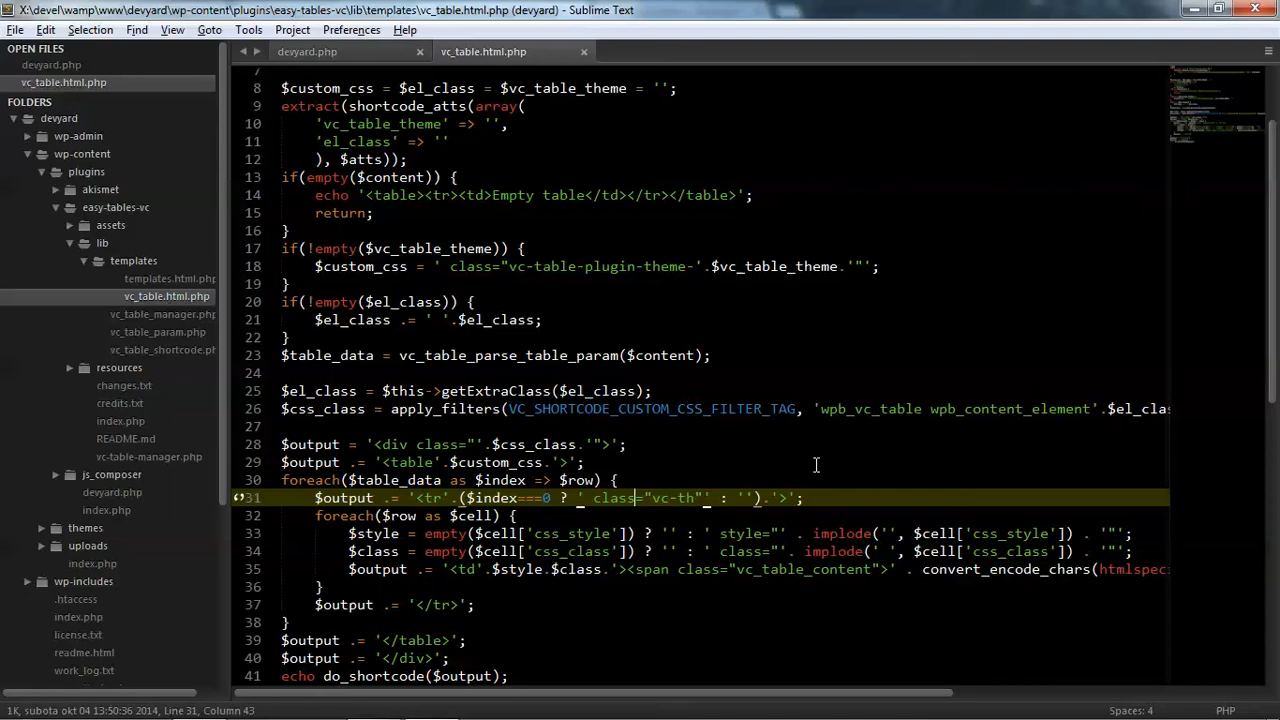 X:\devel\wamp\www\devyard\wp-content\plugins\easy-tables-vc\lib\templates\vc_table.html.php (devyard) - Sublime Text
File Edit Selection Find View Goto Tools Project Preferences Help
OPEN FILES
devyard.php
vc_table.html.php
FOLDERS
devyard
wp-admin
wp-content
plugins
akismet
easy-tables-vc
assets
lib
templates
templates.html.php
vc_table.html.php
vc_table_manager.php
vc_table_param.php
vc_table_shortcode.ph
resources
changes.txt
credits.txt
index.php
README.md
vc-table-manager.php
js_composer
devyard.php
index.php
themes
uploads
index.php
wp-includes
.htaccess
index.php
license.txt
readme.html
work_log.txt
devyard.php vc_table.html.php
7
8 $custom_css = $el_class = $vc_table_theme = '';
9 extract(shortcode_atts(array(
10 'vc_table_theme' => '',
11 'el_class' => ''
12 ), $atts));
13 if(empty($content)) {
14 echo '<table><tr><td>Empty table</td></tr></table>';
15 return;
16 }
17 if(!empty($vc_table_theme)) {
18 $custom_css = ' class="vc-table-plugin-theme-'.$vc_table_theme.'"';
19 }
20 if(!empty($el_class)) {
21 $el_class .= ' '.$el_class;
22 }
23 $table_data = vc_table_parse_table_param($content);
24
25 $el_class = $this->getExtraClass($el_class);
26 $css_class = apply_filters(VC_SHORTCODE_CUSTOM_CSS_FILTER_TAG, 'wpb_vc_table wpb_content_element'.$el_clas
27
28 $output = '<div class="'.$css_class.'">';
29 $output .= '<table'.$custom_css.'>';
30 foreach($table_data as $index => $row) {
31 $output .= '<tr'.($index===0 ? ' class="vc-th"' : '').'>';
32 foreach($row as $cell) {
33 $style = empty($cell['css_style']) ? '' : ' style="' . implode('', $cell['css_style']) . '"';
34 $class = empty($cell['css_class']) ? '' : ' class="'. implode(' ', $cell['css_class']) . '"';
35 $output .= '<td'.$style.$class.'><span class="vc_table_content">' . convert_encode_chars(htmlspec:
36 }
37 $output .= '</tr>';
38 }
39 $output .= '</table>';
40 $output .= '</div>';
41 echo do_shortcode($output);
1K, subota okt 04 13:50:36 2014, Line 31, Column 43
Spaces: 4
PHP